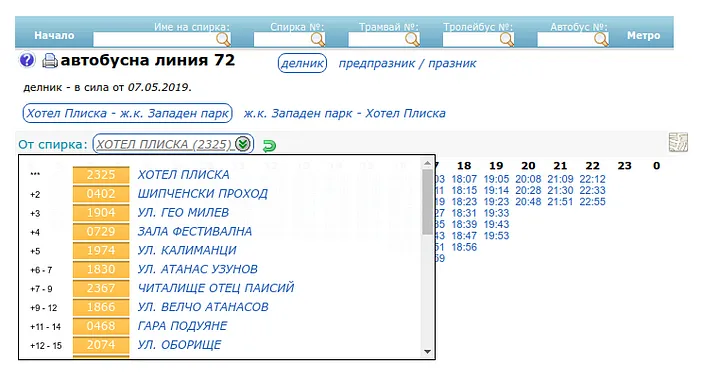 Начало Име на спирка: Спирка №: Трамвай №: Тролейбус №: Автобус №: Метро
автобусна линия 72 делник предпразник / празник
делник - в сила от 07.05.2019.
Хотел Плиска - ж.к. Западен парк ж.к. Западен парк - Хотел Плиска
От спирка: ХОТЕЛ ПЛИСКА (2325)
18 19 20 21 22 23 0
*** 2325 ХОТЕЛ ПЛИСКА 18:07 19:05 20:08 21:09 22:12
+2 0402 ШИПЧЕНСКИ ПРОХОД 18:15 19:14 20:28 21:30 22:33
+3 1904 УЛ. ГЕО МИЛЕВ 18:23 19:23 20:48 21:51 22:55
18:31 19:33
+4 0729 ЗАЛА ФЕСТИВАЛНА 18:39 19:43
18:47 19:53
+5 1974 УЛ. КАЛИМАНЦИ 18:56
+6 - 7 1830 УЛ. АТАНАС УЗУНОВ
+7 - 9 2367 ЧИТАЛИЩЕ ОТЕЦ ПАИСИЙ
+9 - 12 1866 УЛ. ВЕЛЧО АТАНАСОВ
+11 - 14 0468 ГАРА ПОДУЯНЕ
+12 - 15 2074 УЛ. ОБОРИЩЕ